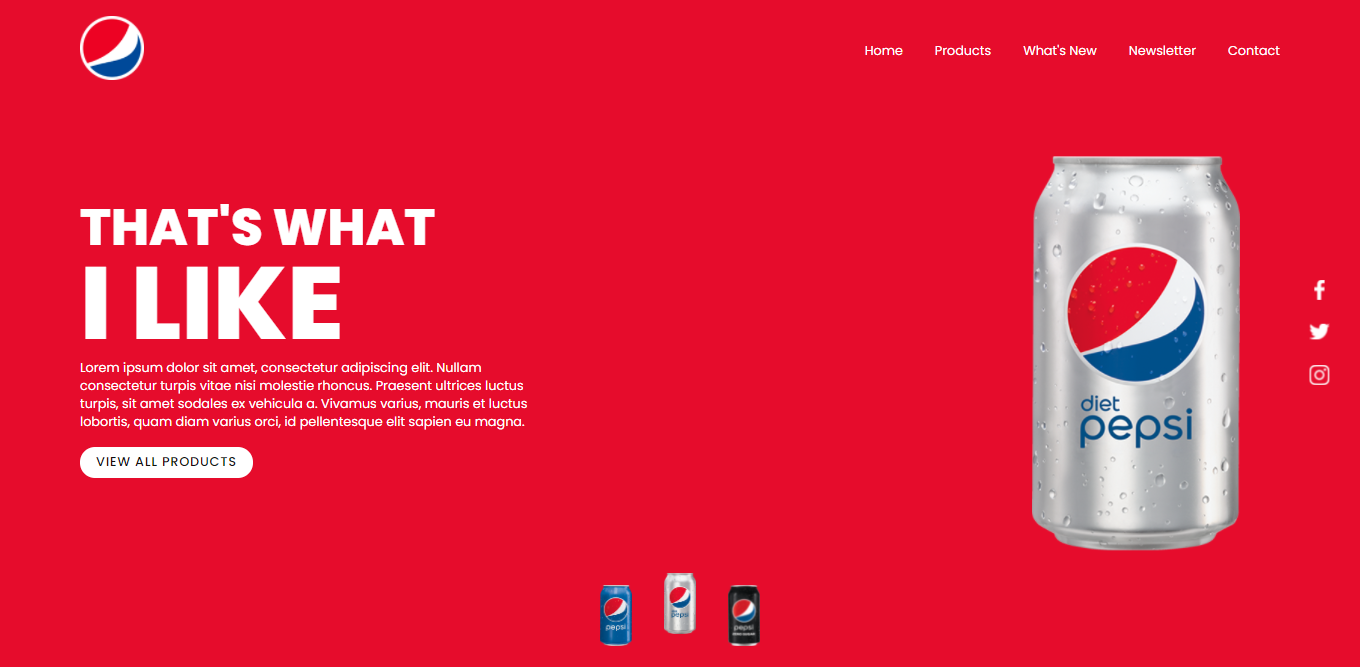 Home Products What's New Newsletter Contact
THAT'S WHAT
I LIKE
Lorem ipsum dolor sit amet, consectetur adipiscing elit. Nullam
consectetur turpis vitae nisi molestie rhoncus. Praesent ultrices luctus
turpis, sit amet sodales ex vehicula a. Vivamus varius, mauris et luctus
lobortis, quam diam varius orci, id pellentesque elit sapien eu magna.
VIEW ALL PRODUCTS
diet
pepsi
pepsi
diet
pepsi
pepsi